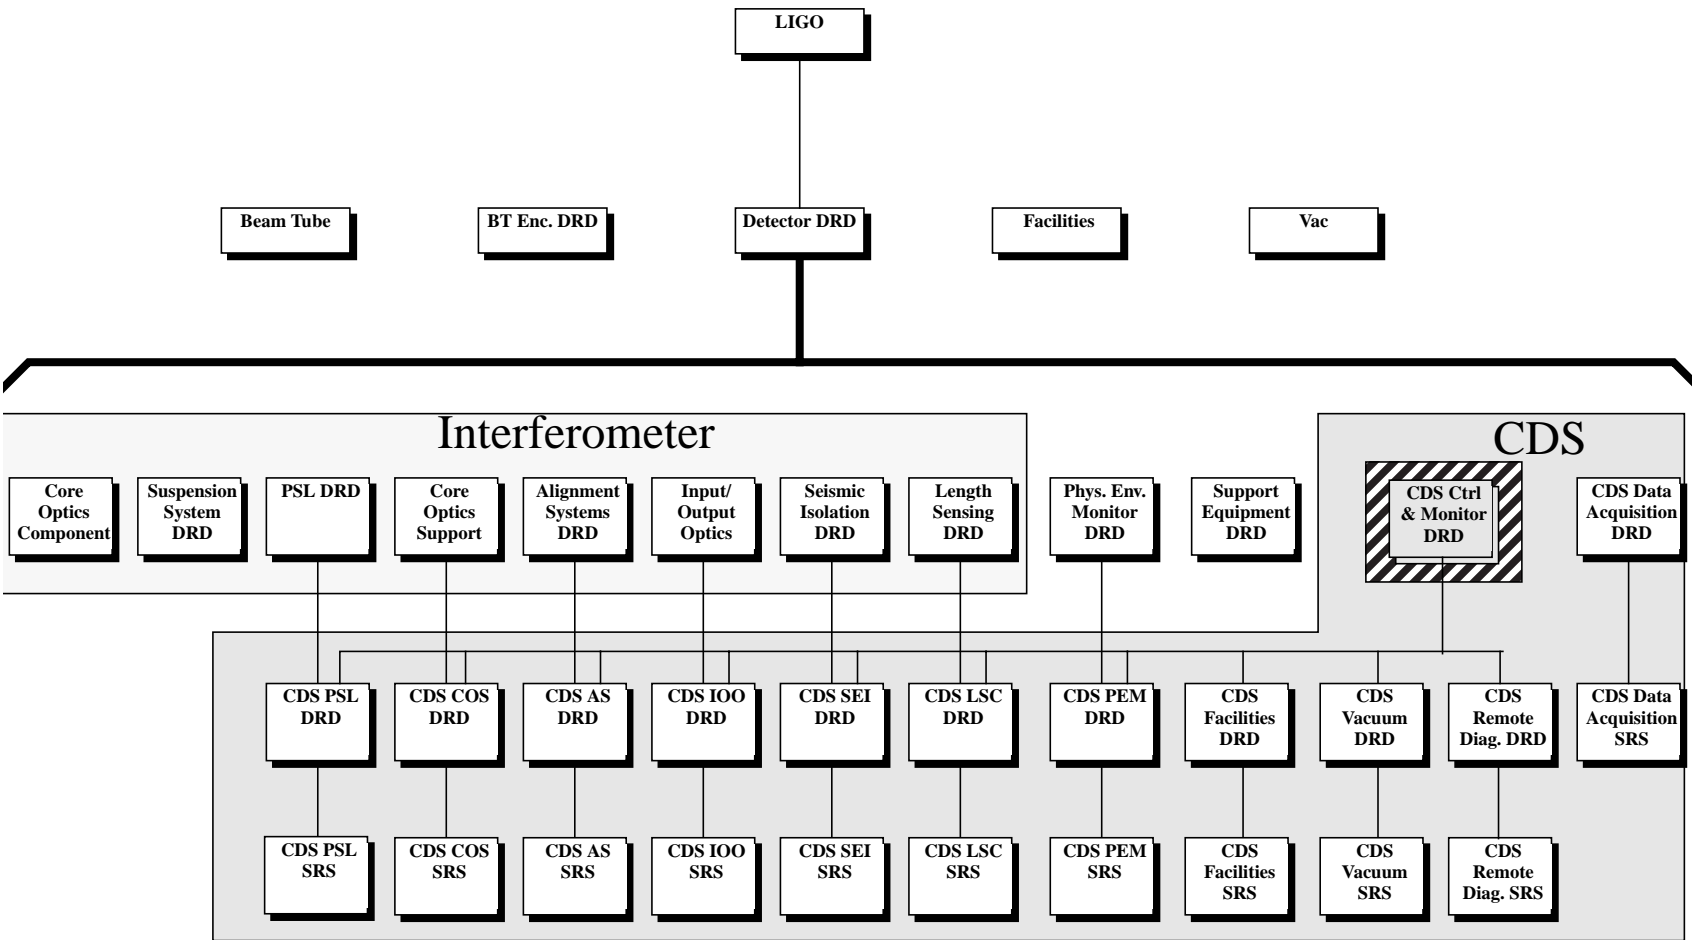 LIGO
Beam Tube
BT Enc. DRD
Detector DRD
Facilities
Vac
Interferometer
CDS
Core
Optics
Component
Suspension
System
DRD
PSL DRD
Core
Optics
Support
Alignment
Systems
DRD
Input/
Output
Optics
Seismic
Isolation
DRD
Length
Sensing
DRD
Phys. Env.
Monitor
DRD
Support
Equipment
DRD
CDS Ctrl
& Monitor
DRD
CDS Data
Acquisition
DRD
CDS PSL
DRD
CDS COS
DRD
CDS AS
DRD
CDS IOO
DRD
CDS SEI
DRD
CDS LSC
DRD
CDS PEM
DRD
CDS
Facilities
DRD
CDS
Vacuum
DRD
CDS
Remote
Diag. DRD
CDS Data
Acquisition
SRS
CDS PSL
SRS
CDS COS
SRS
CDS AS
SRS
CDS IOO
SRS
CDS SEI
SRS
CDS LSC
SRS
CDS PEM
SRS
CDS
Facilities
SRS
CDS
Vacuum
SRS
CDS
Remote
Diag. SRS